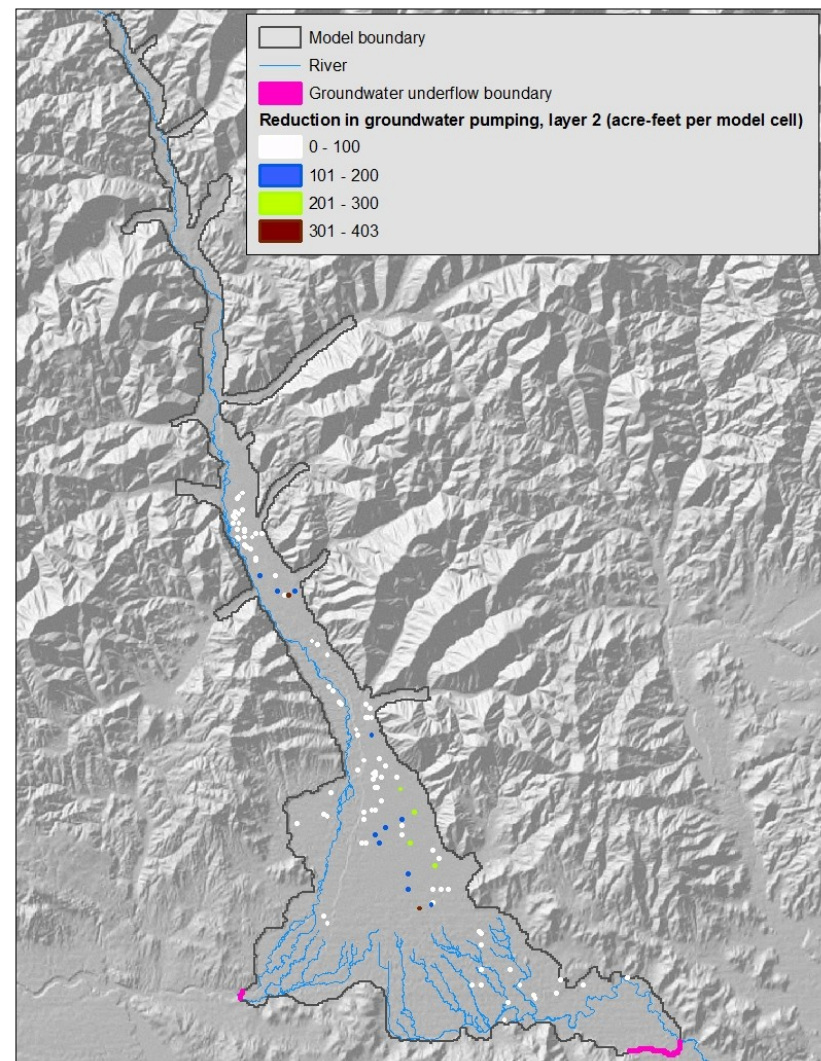 Model boundary
River
Groundwater underflow boundary
Reduction in groundwater pumping, layer 2 (acre-feet per model cell)
0 - 100
101 - 200
201 - 300
301 - 403